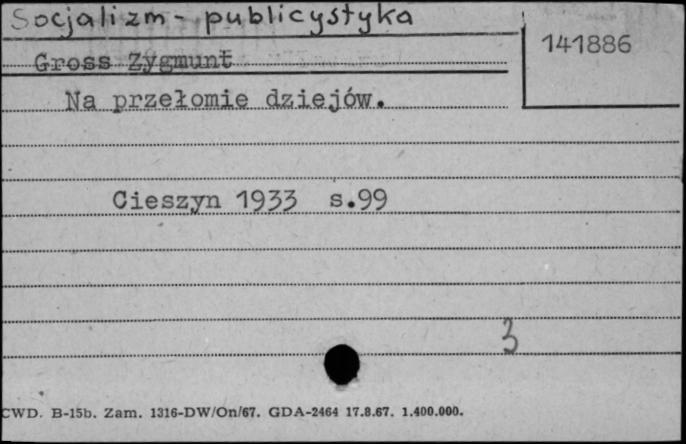 Socjalizm - publicystyka
141886
Gross Zygmunt
Na przełomie dziejów.
Cieszyn 1933 s.99
3
CWD. B-15b. Zam. 1316-DW/On/67. GDA-2464 17.8.67. 1.400.000.